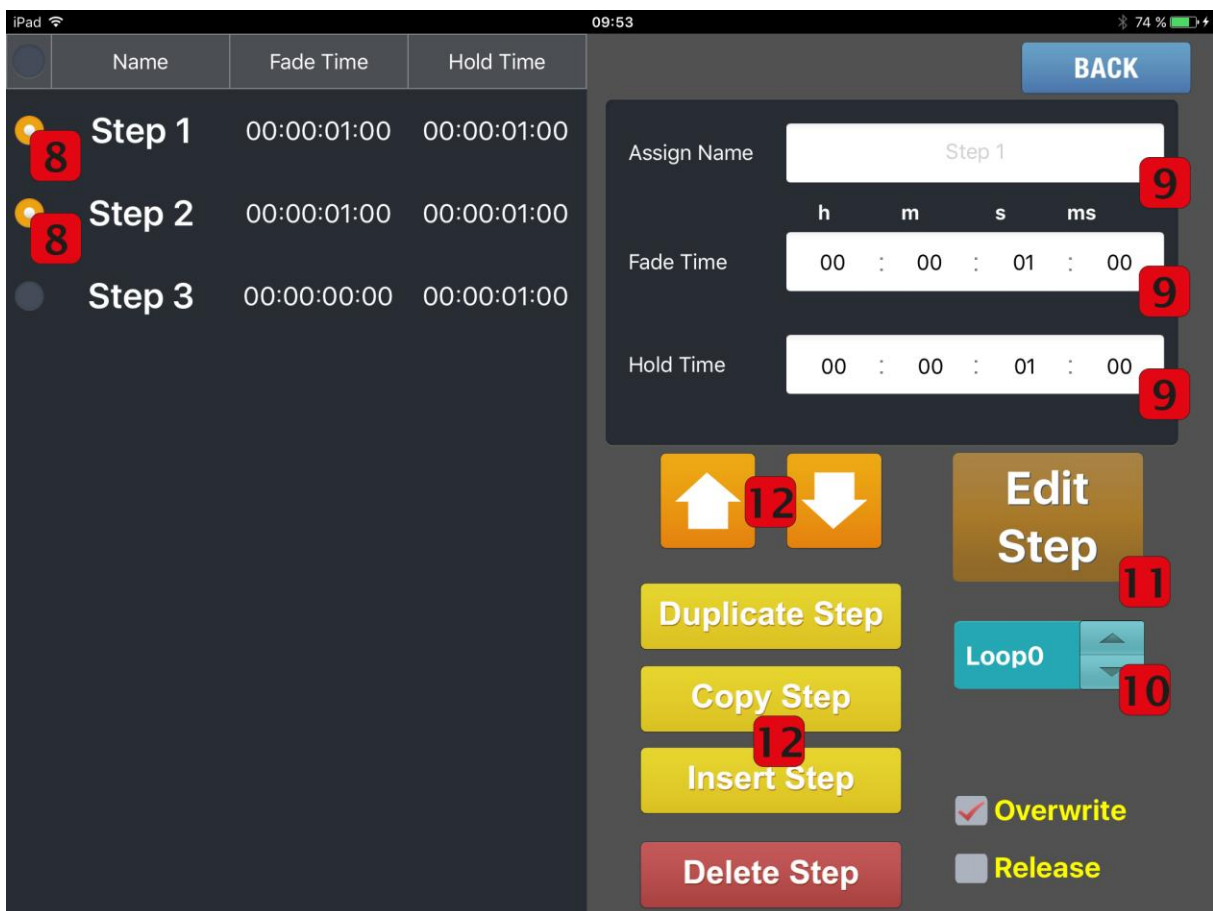 iPad 09:53 74 %
Name Fade Time Hold Time
Step 1 00:00:01:00 00:00:01:00
8
Step 2 00:00:01:00 00:00:01:00
8
Step 3 00:00:00:00 00:00:01:00
BACK
Assign Name Step 1
9
h m s ms
Fade Time 00 : 00 : 01 : 00
9
Hold Time 00 : 00 : 01 : 00
9
12
Edit
Step
11
Duplicate Step
Loop0
10
Copy Step
12
Insert Step
Overwrite
Delete Step
Release